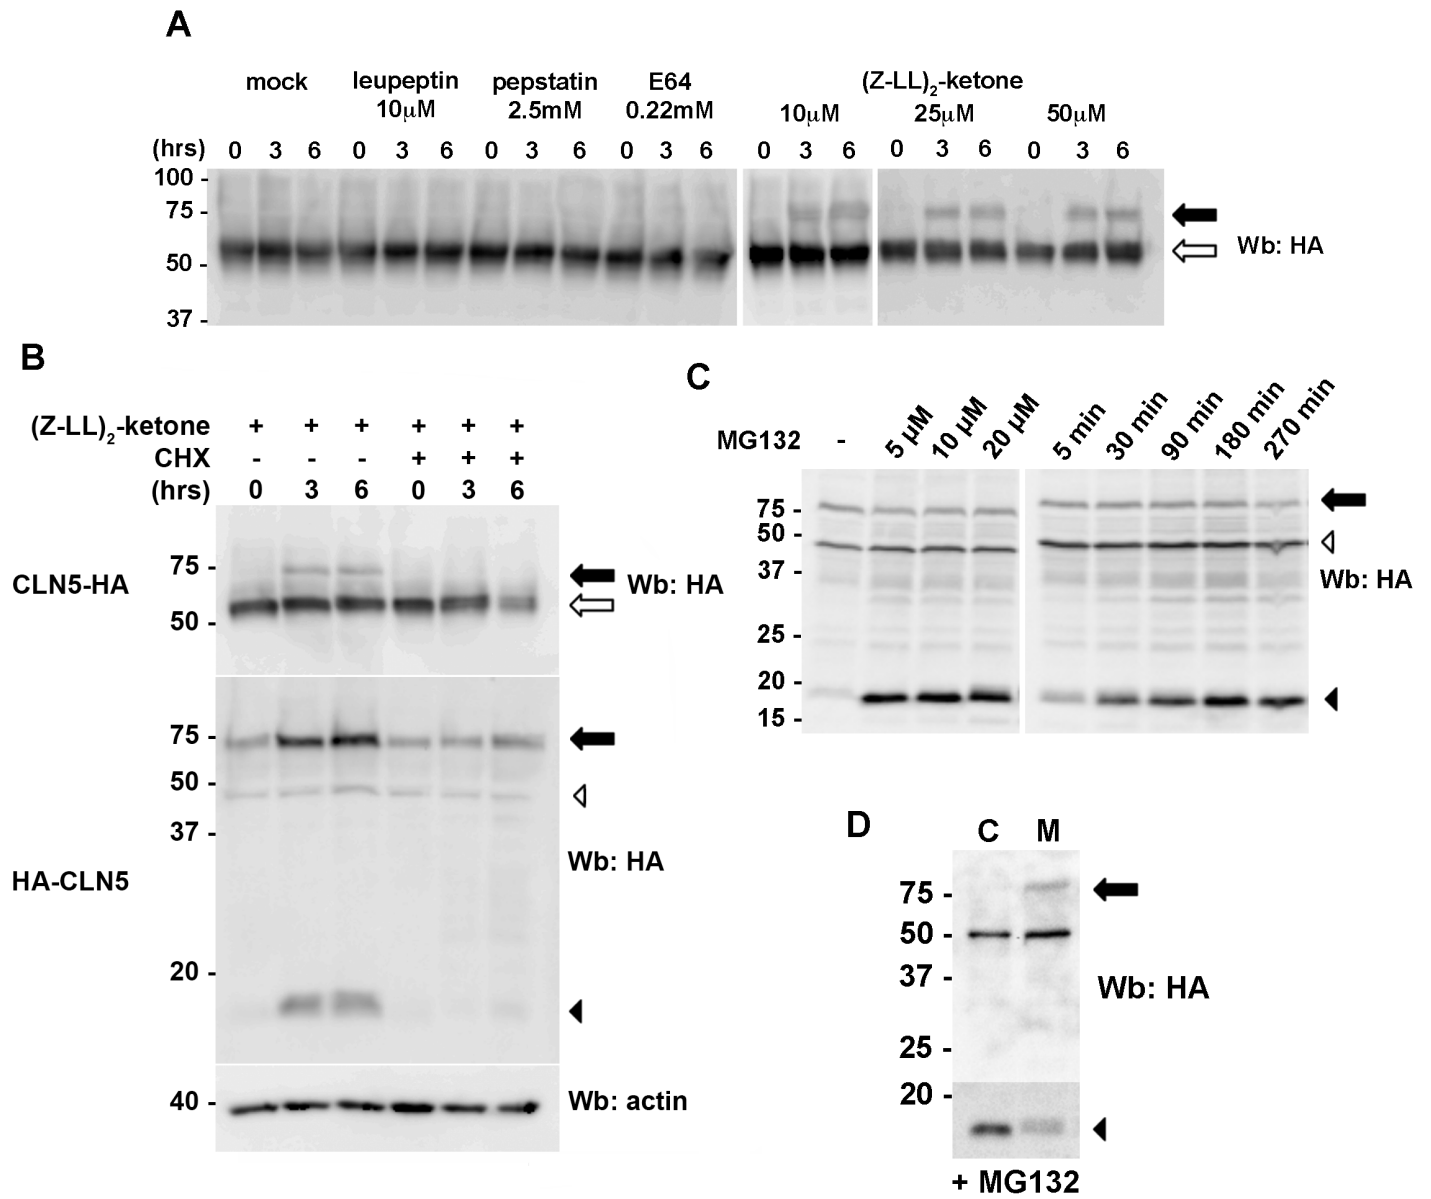 A
mock leupeptin pepstatin E64 (Z-LL)2-ketone
10µM 2.5mM 0.22mM 10µM 25µM 50µM
(hrs) 0 3 6 0 3 6 0 3 6 0 3 6 0 3 6 0 3 6 0 3 6
100 -
75 -
50 -
37 -
Wb: HA
B
(Z-LL)2-ketone + + + + + +
CHX - - - + + +
(hrs) 0 3 6 0 3 6
CLN5-HA
75 -
50 -
Wb: HA
HA-CLN5
75 -
50 -
37 -
20 -
Wb: HA
40 -
Wb: actin
C
MG132 - 5 µM 10 µM 20 µM 5 min 30 min 90 min 180 min 270 min
75 -
50 -
37 -
25 -
20 -
15 -
Wb: HA
D
C M
75 -
50 -
37 -
25 -
20 -
Wb: HA
+ MG132